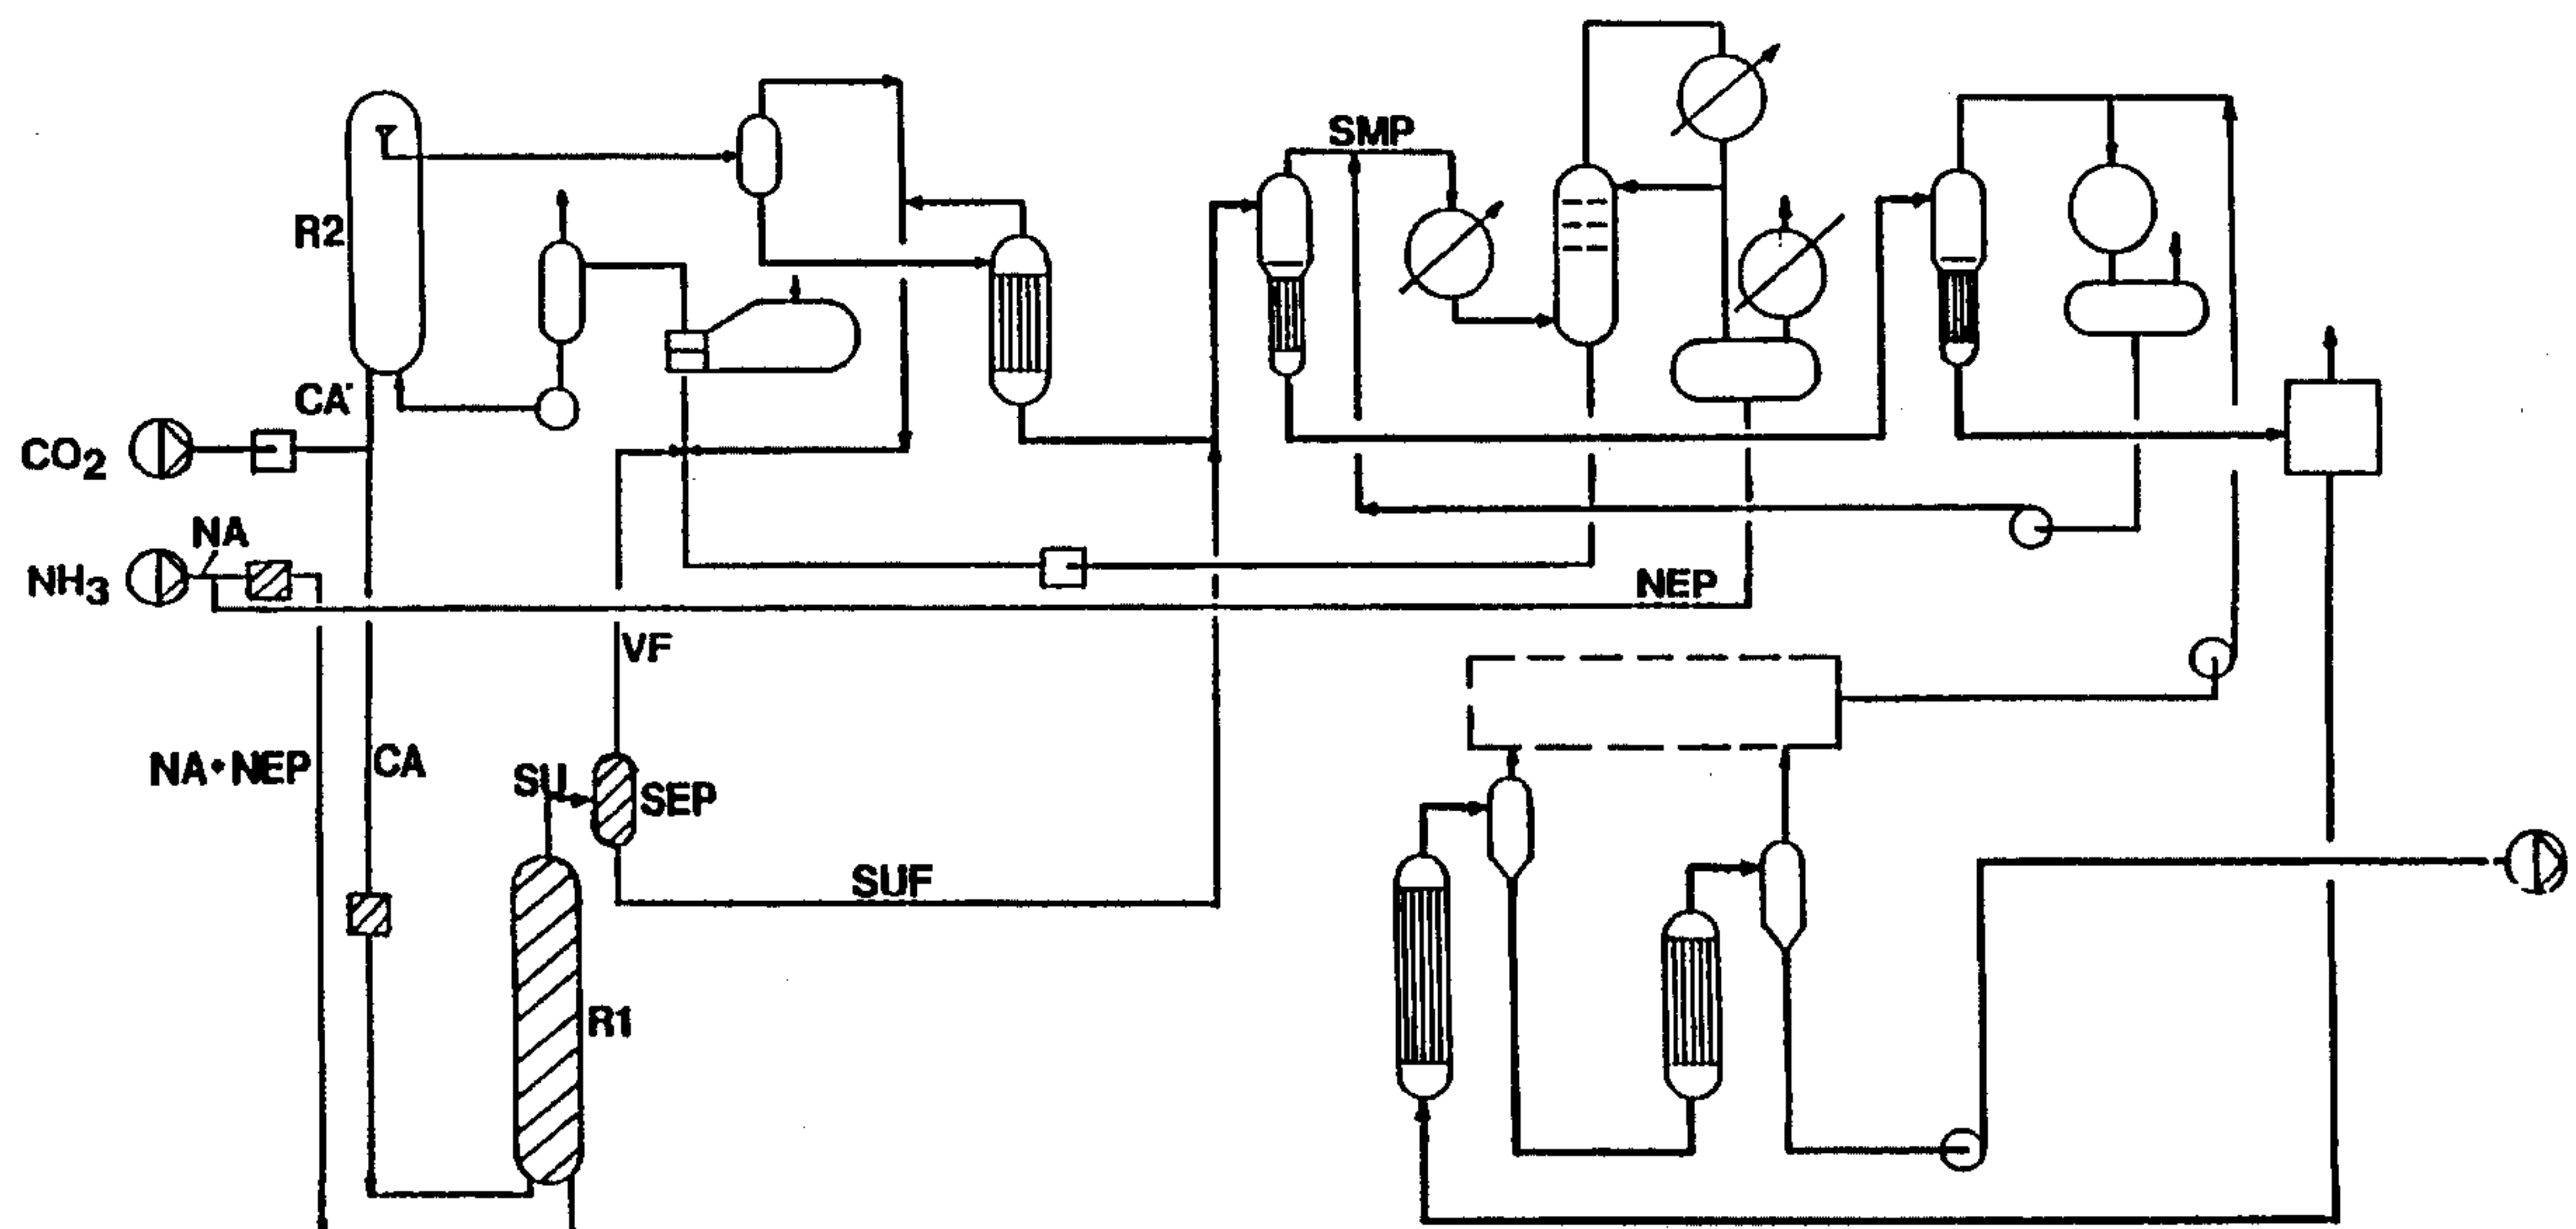 SMP
R2
CA'
CO2
NA
NH3
NEP
VF
NA•NEP
CA
SU
SEP
SUF
R1